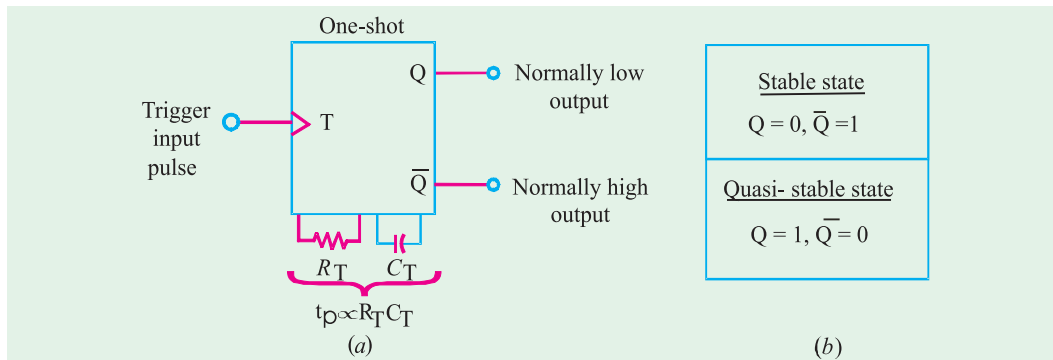 One-shot
Trigger
input
pulse
T
Q
Normally low
output
Q̅
Normally high
output
R_T
C_T
t_p∝R_TC_T
(a)
Stable state
Q = 0, Q̅ =1
Quasi- stable state
Q = 1, Q̅ = 0
(b)